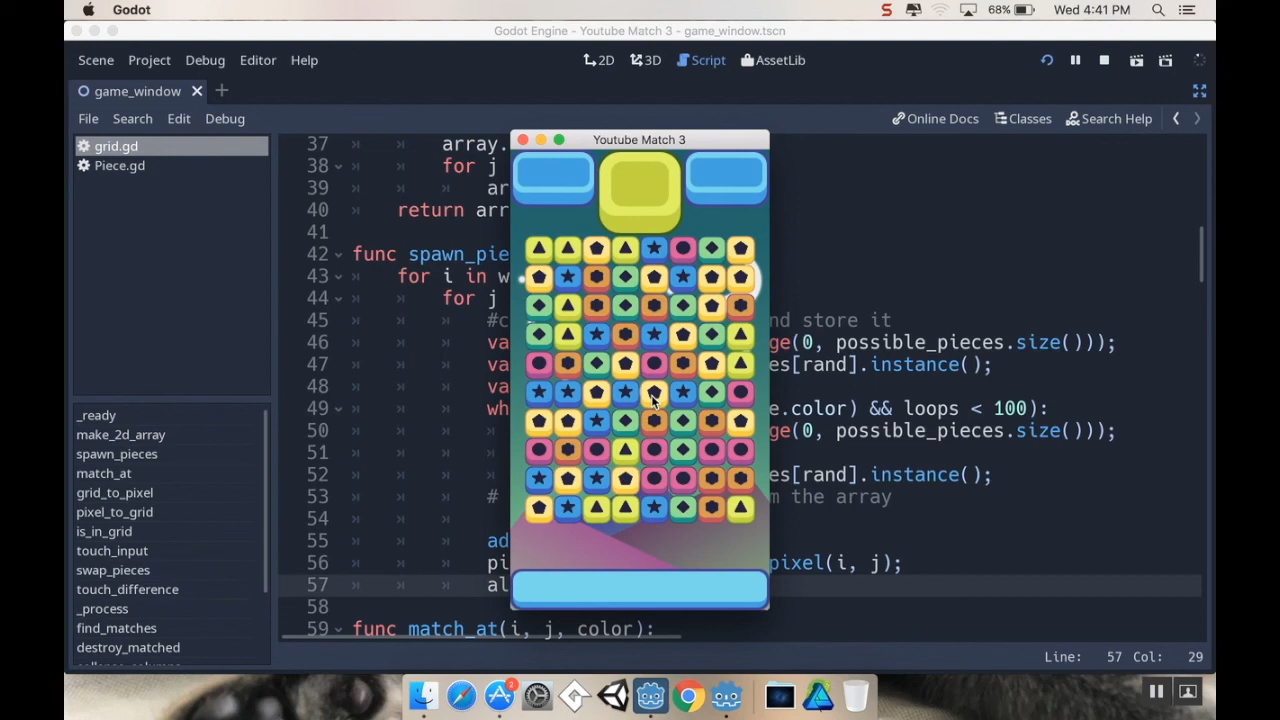 Godot
68%
Wed 4:41 PM
Godot Engine - Youtube Match 3 - game_window.tscn
Scene Project Debug Editor Help
2D 3D Script AssetLib
game_window
File Search Edit Debug
Online Docs Classes Search Help
grid.gd
Piece.gd
Youtube Match 3
37 array.
38 for j
39 ar
40 return arr
41
42 func spawn_pie
43 for i in w
44 for j
45 #c nd store it
46 va ge(0, possible_pieces.size());
47 va es[rand].instance();
48 va
49 wh e.color) && loops < 100):
50 ge(0, possible_pieces.size());
51
52 es[rand].instance();
53 # m the array
54
55 ad
56 pi pixel(i, j);
57 al
58
59 func match_at(i, j, color):
_ready
make_2d_array
spawn_pieces
match_at
grid_to_pixel
pixel_to_grid
is_in_grid
touch_input
swap_pieces
touch_difference
_process
find_matches
destroy_matched
Line: 57 Col: 29
2